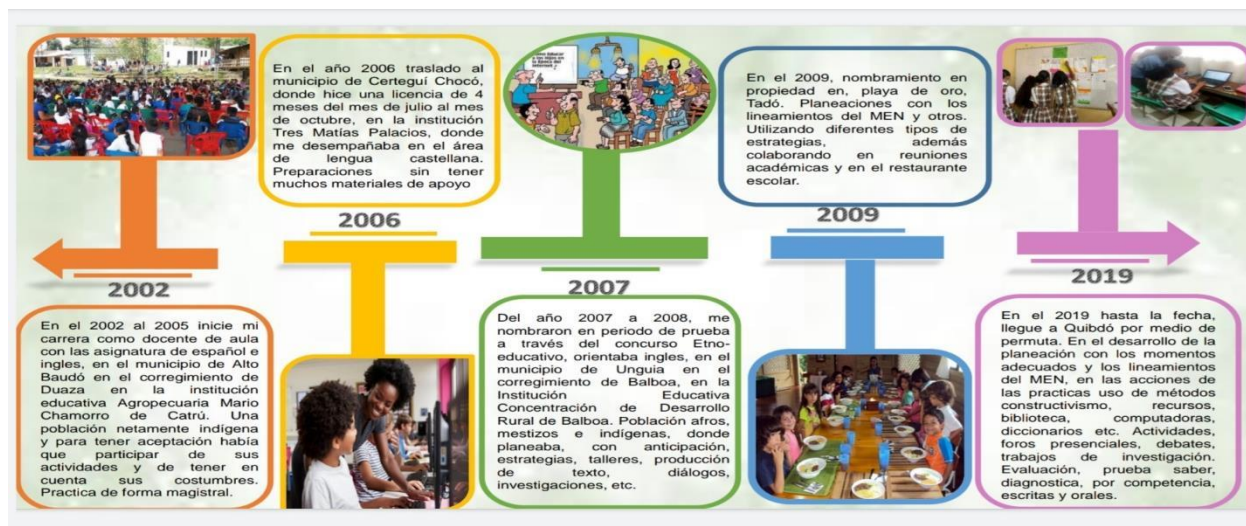 2002
En el 2002 al 2005 inicie mi
carrera como docente de aula
con las asignatura de español e
ingles, en el municipio de Alto
Baudó en el corregimiento de
Duaza en la institución
educativa Agropecuaria Mario
Chamorro de Catrú. Una
población netamente indígena
y para tener aceptación había
que participar de sus
actividades y de tener en
cuenta sus costumbres.
Practica de forma magistral.
En el año 2006 traslado al
municipio de Certeguí Chocó,
donde hice una licencia de 4
meses del mes de julio al mes
de octubre, en la institución
Tres Matías Palacios, donde
me desempañaba en el área
de lengua castellana.
Preparaciones sin tener
muchos materiales de apoyo
2006
2007
Del año 2007 a 2008, me
nombraron en periodo de prueba
a través del concurso Etno-
educativo, orientaba ingles, en el
municipio de Unguia en el
corregimiento de Balboa, en la
Institución Educativa
Concentración de Desarrollo
Rural de Balboa. Población afros,
mestizos e indígenas, donde
planeaba, con anticipación,
estrategias, talleres, producción
de texto, diálogos,
investigaciones, etc.
En el 2009, nombramiento en
propiedad en, playa de oro,
Tadó. Planeaciones con los
lineamientos del MEN y otros.
Utilizando diferentes tipos de
estrategias, además
colaborando en reuniones
académicas y en el restaurante
escolar.
2009
2019
En el 2019 hasta la fecha,
llegue a Quibdó por medio de
permuta. En el desarrollo de la
planeación con los momentos
adecuados y los lineamientos
del MEN, en las acciones de
las practicas uso de métodos
constructivismo, recursos,
biblioteca, computadoras,
diccionarios etc. Actividades,
foros presenciales, debates,
trabajos de investigación.
Evaluación, prueba saber,
diagnostica, por competencia,
escritas y orales.